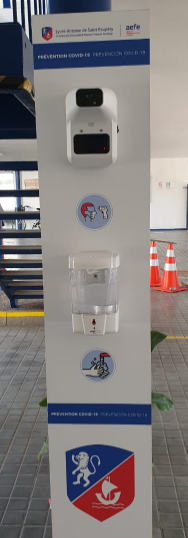 Lycée Antoine de Saint-Exupéry
aefe
PRÉVENTION COVID-19 PREVENCIÓN COVID-19
PRÉVENTION COVID-19 PREVENCIÓN COVID-19